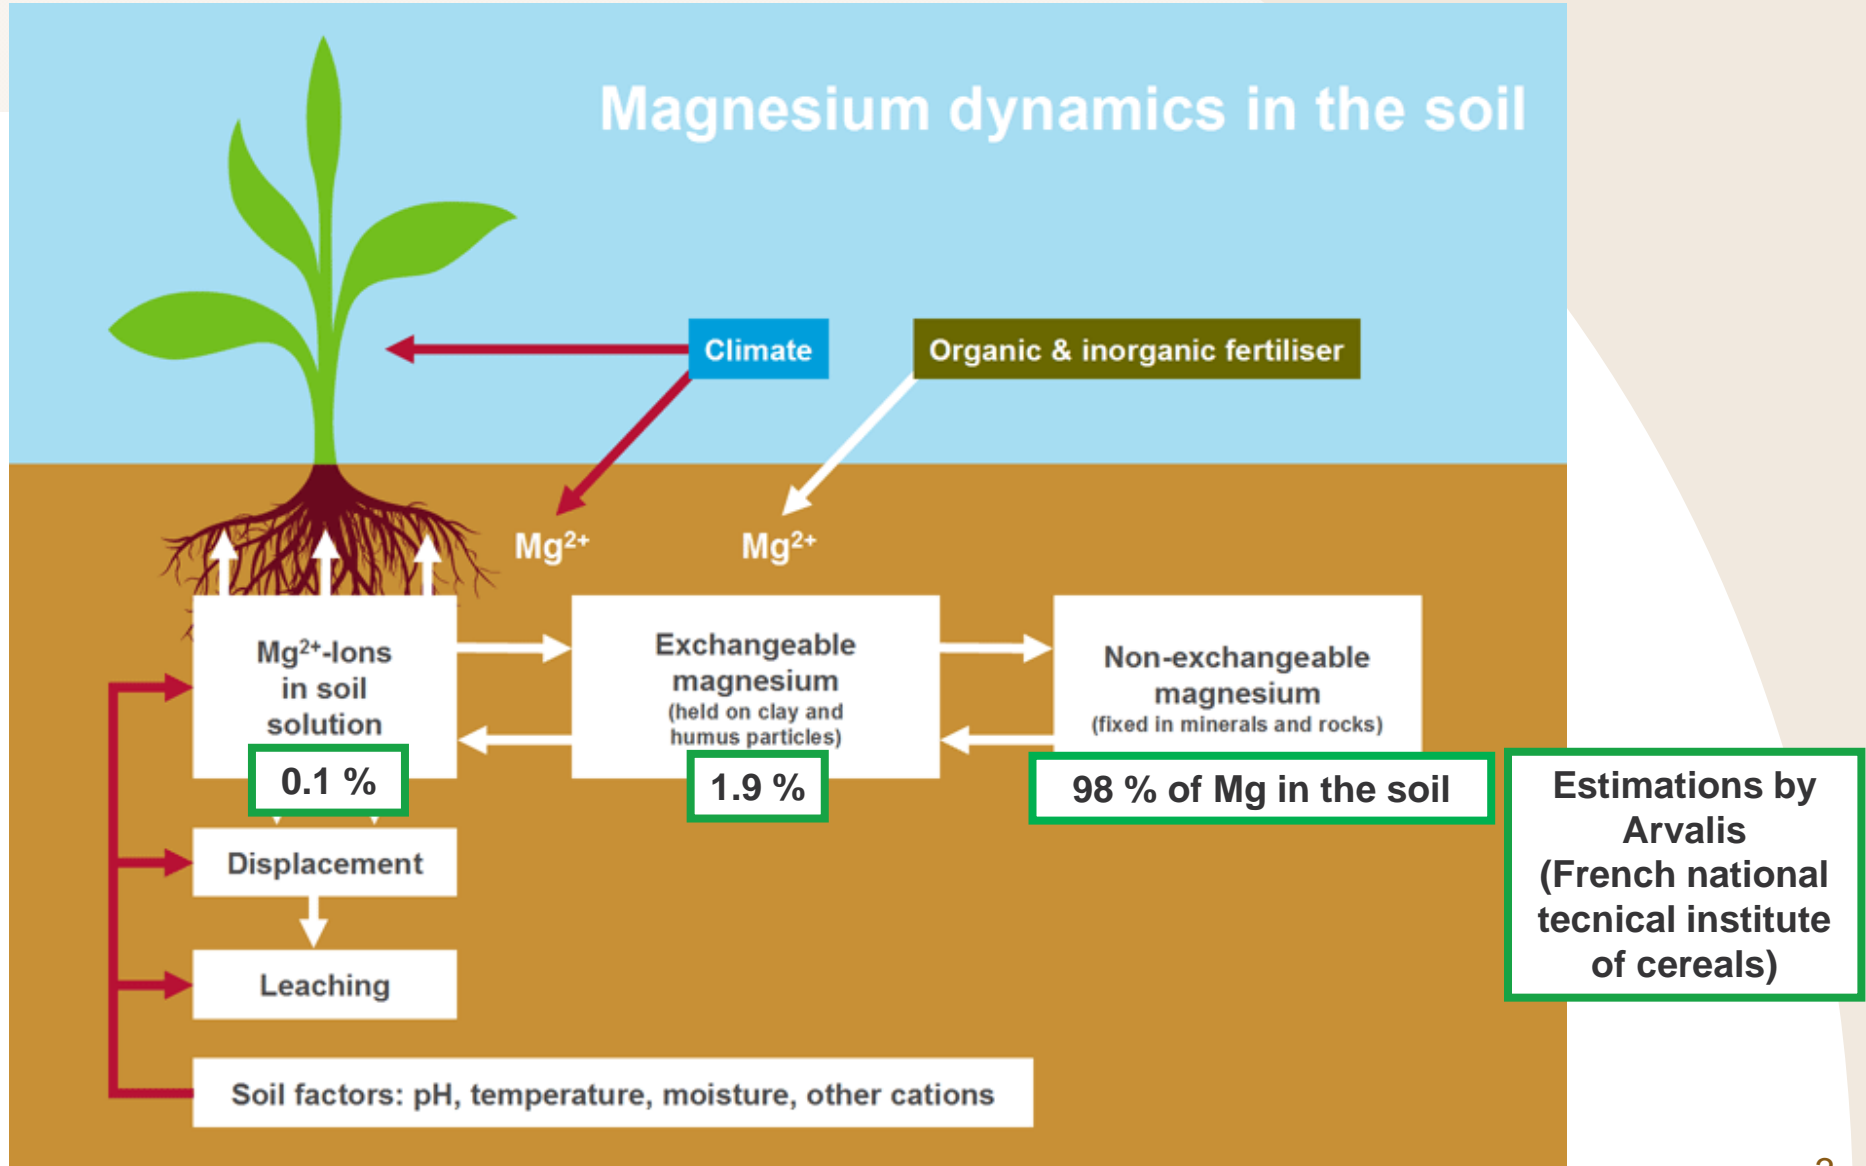 Magnesium dynamics in the soil
Climate
Organic & inorganic fertiliser
Mg²⁺
Mg²⁺
Mg²⁺-Ions
in soil
solution
0.1 %
Exchangeable
magnesium
(held on clay and
humus particles)
1.9 %
Non-exchangeable
magnesium
(fixed in minerals and rocks)
98 % of Mg in the soil
Estimations by
Arvalis
(French national
tecnical institute
of cereals)
Displacement
Leaching
Soil factors: pH, temperature, moisture, other cations